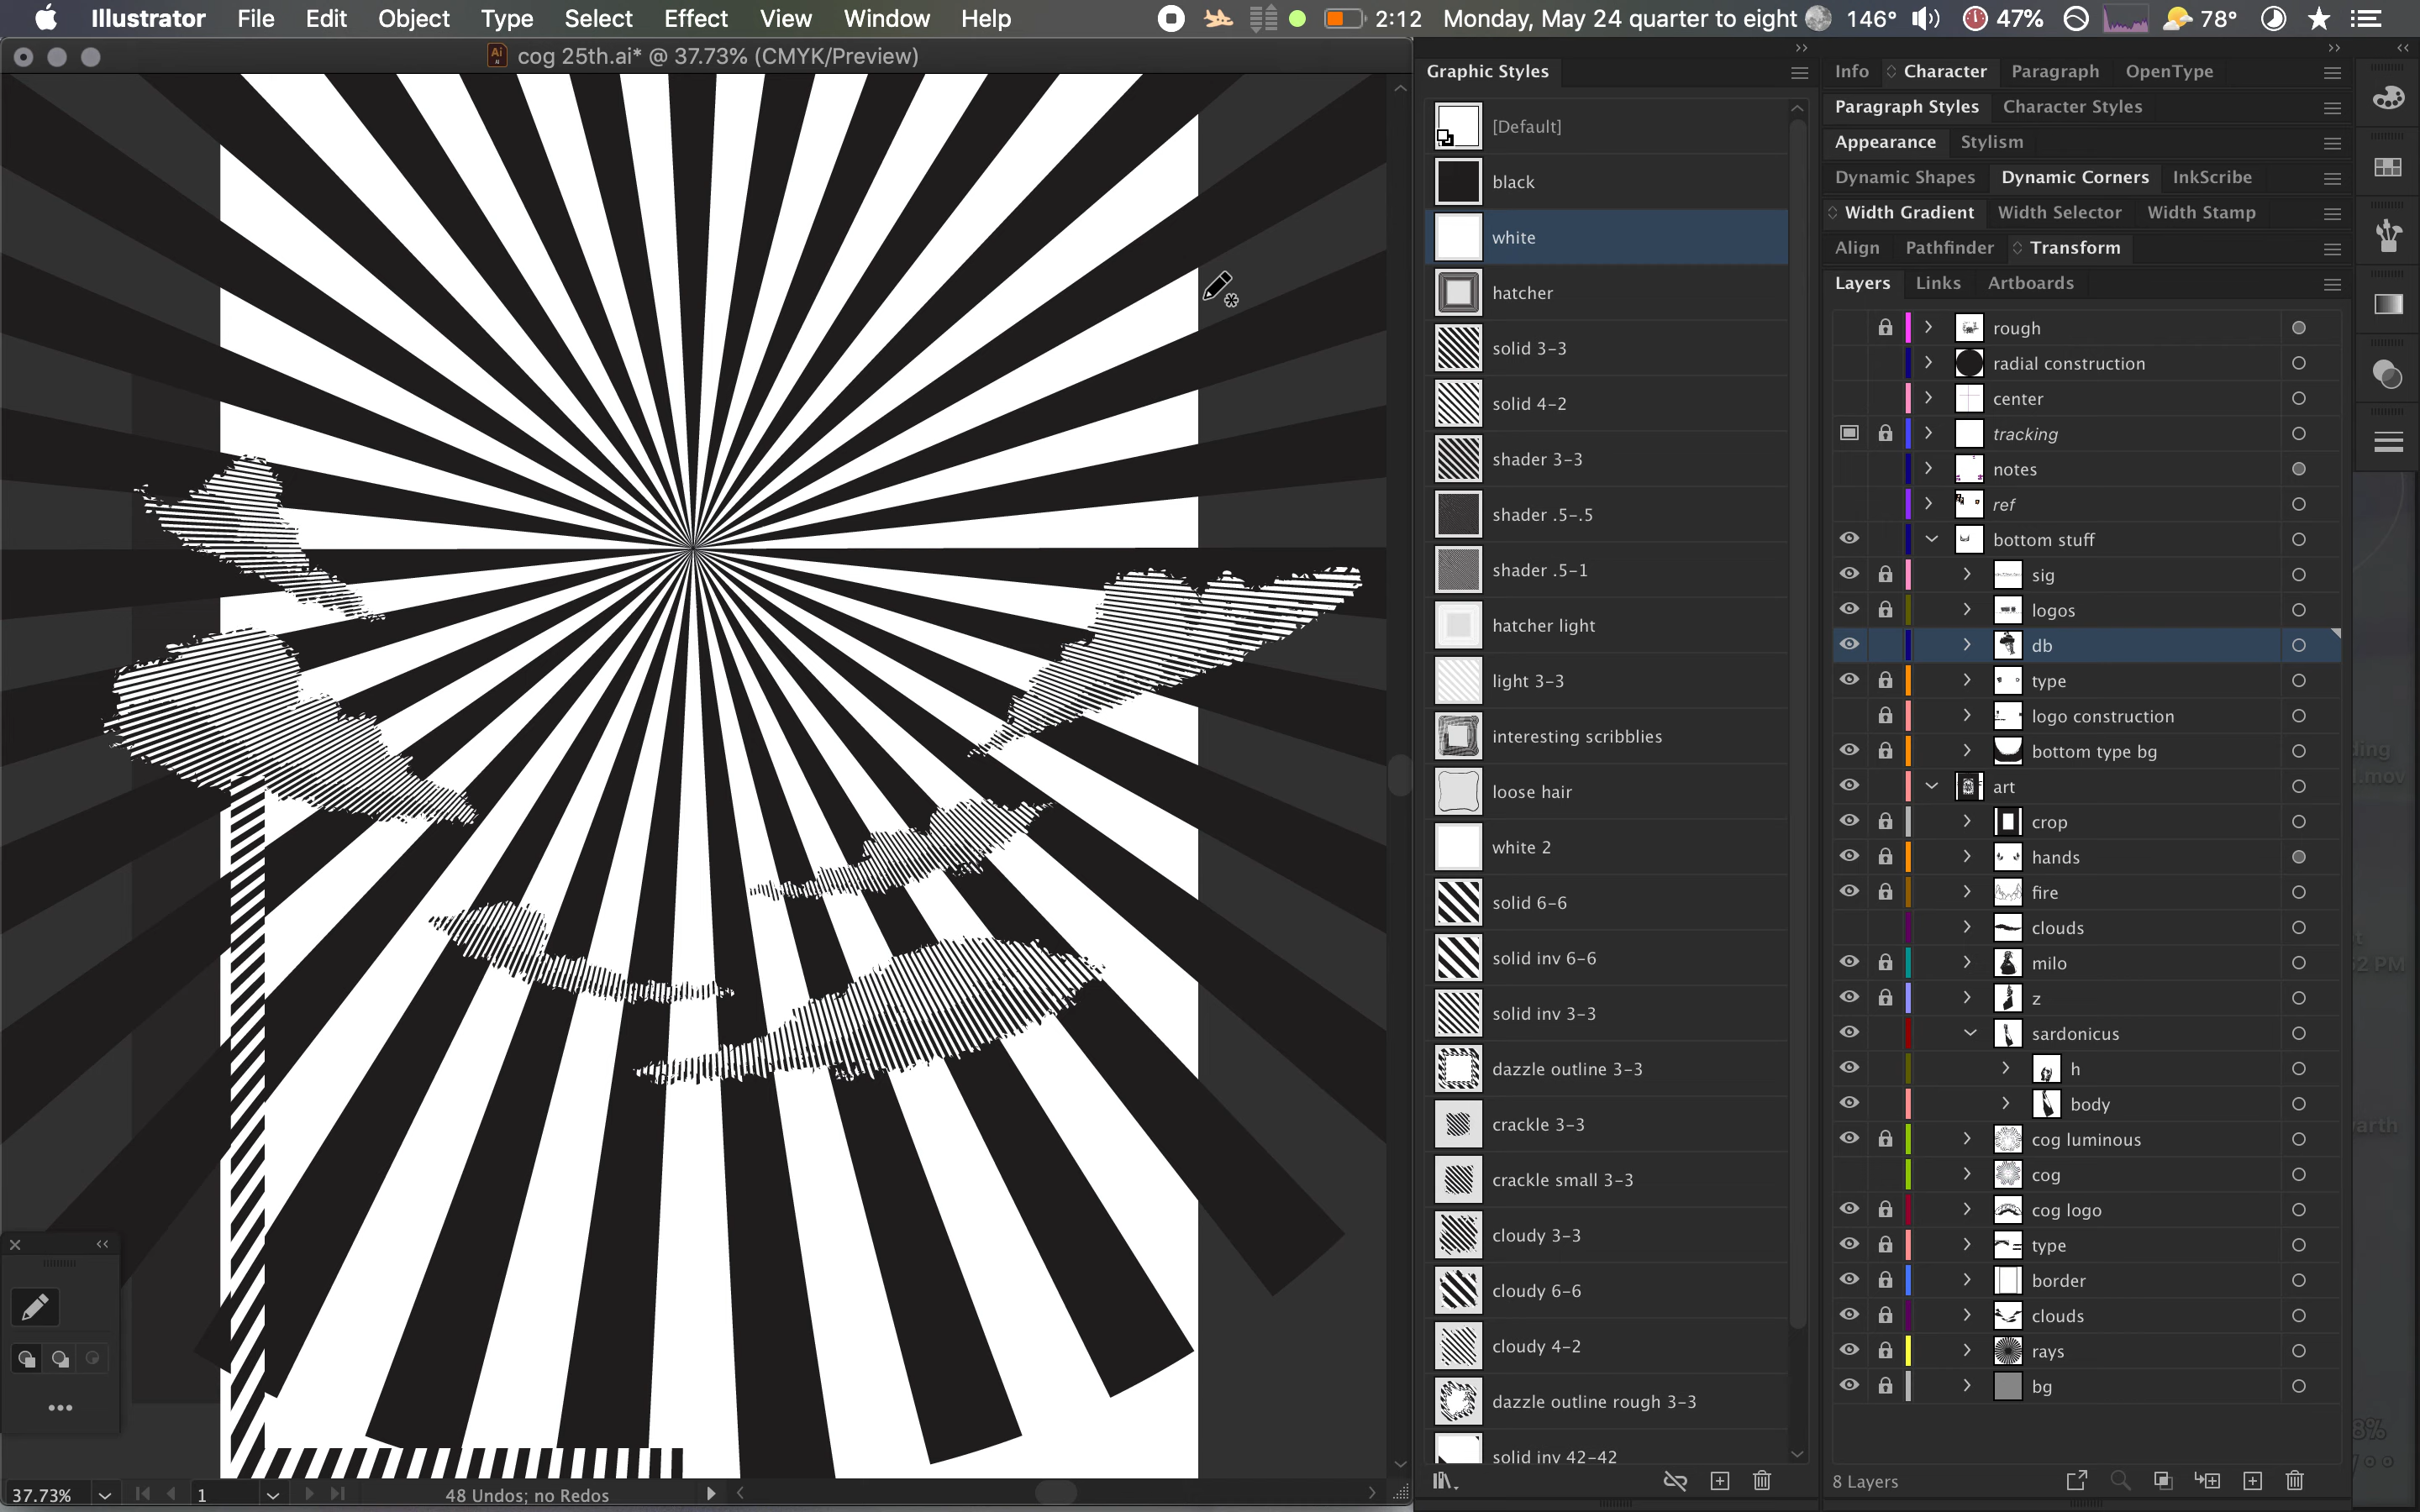 Illustrator File Edit Object Type Select Effect View Window Help 2:12 Monday, May 24 quarter to eight 146° 47% 78°
cog 25th.ai* @ 37.73% (CMYK/Preview)
Graphic Styles
[Default]
black
white
hatcher
solid 3-3
solid 4-2
shader 3-3
shader .5-.5
shader .5-1
hatcher light
light 3-3
interesting scribblies
loose hair
white 2
solid 6-6
solid inv 6-6
solid inv 3-3
dazzle outline 3-3
crackle 3-3
crackle small 3-3
cloudy 3-3
cloudy 6-6
cloudy 4-2
dazzle outline rough 3-3
solid inv 42-42
Info Character Paragraph OpenType
Paragraph Styles Character Styles
Appearance Stylism
Dynamic Shapes Dynamic Corners InkScribe
Width Gradient Width Selector Width Stamp
Align Pathfinder Transform
Layers Links Artboards
rough
radial construction
center
tracking
notes
ref
bottom stuff
sig
logos
db
type
logo construction
bottom type bg
art
crop
hands
fire
clouds
milo
z
sardonicus
h
body
cog luminous
cog
cog logo
type
border
clouds
rays
bg
8 Layers
37.73% 1 48 Undos; no Redos